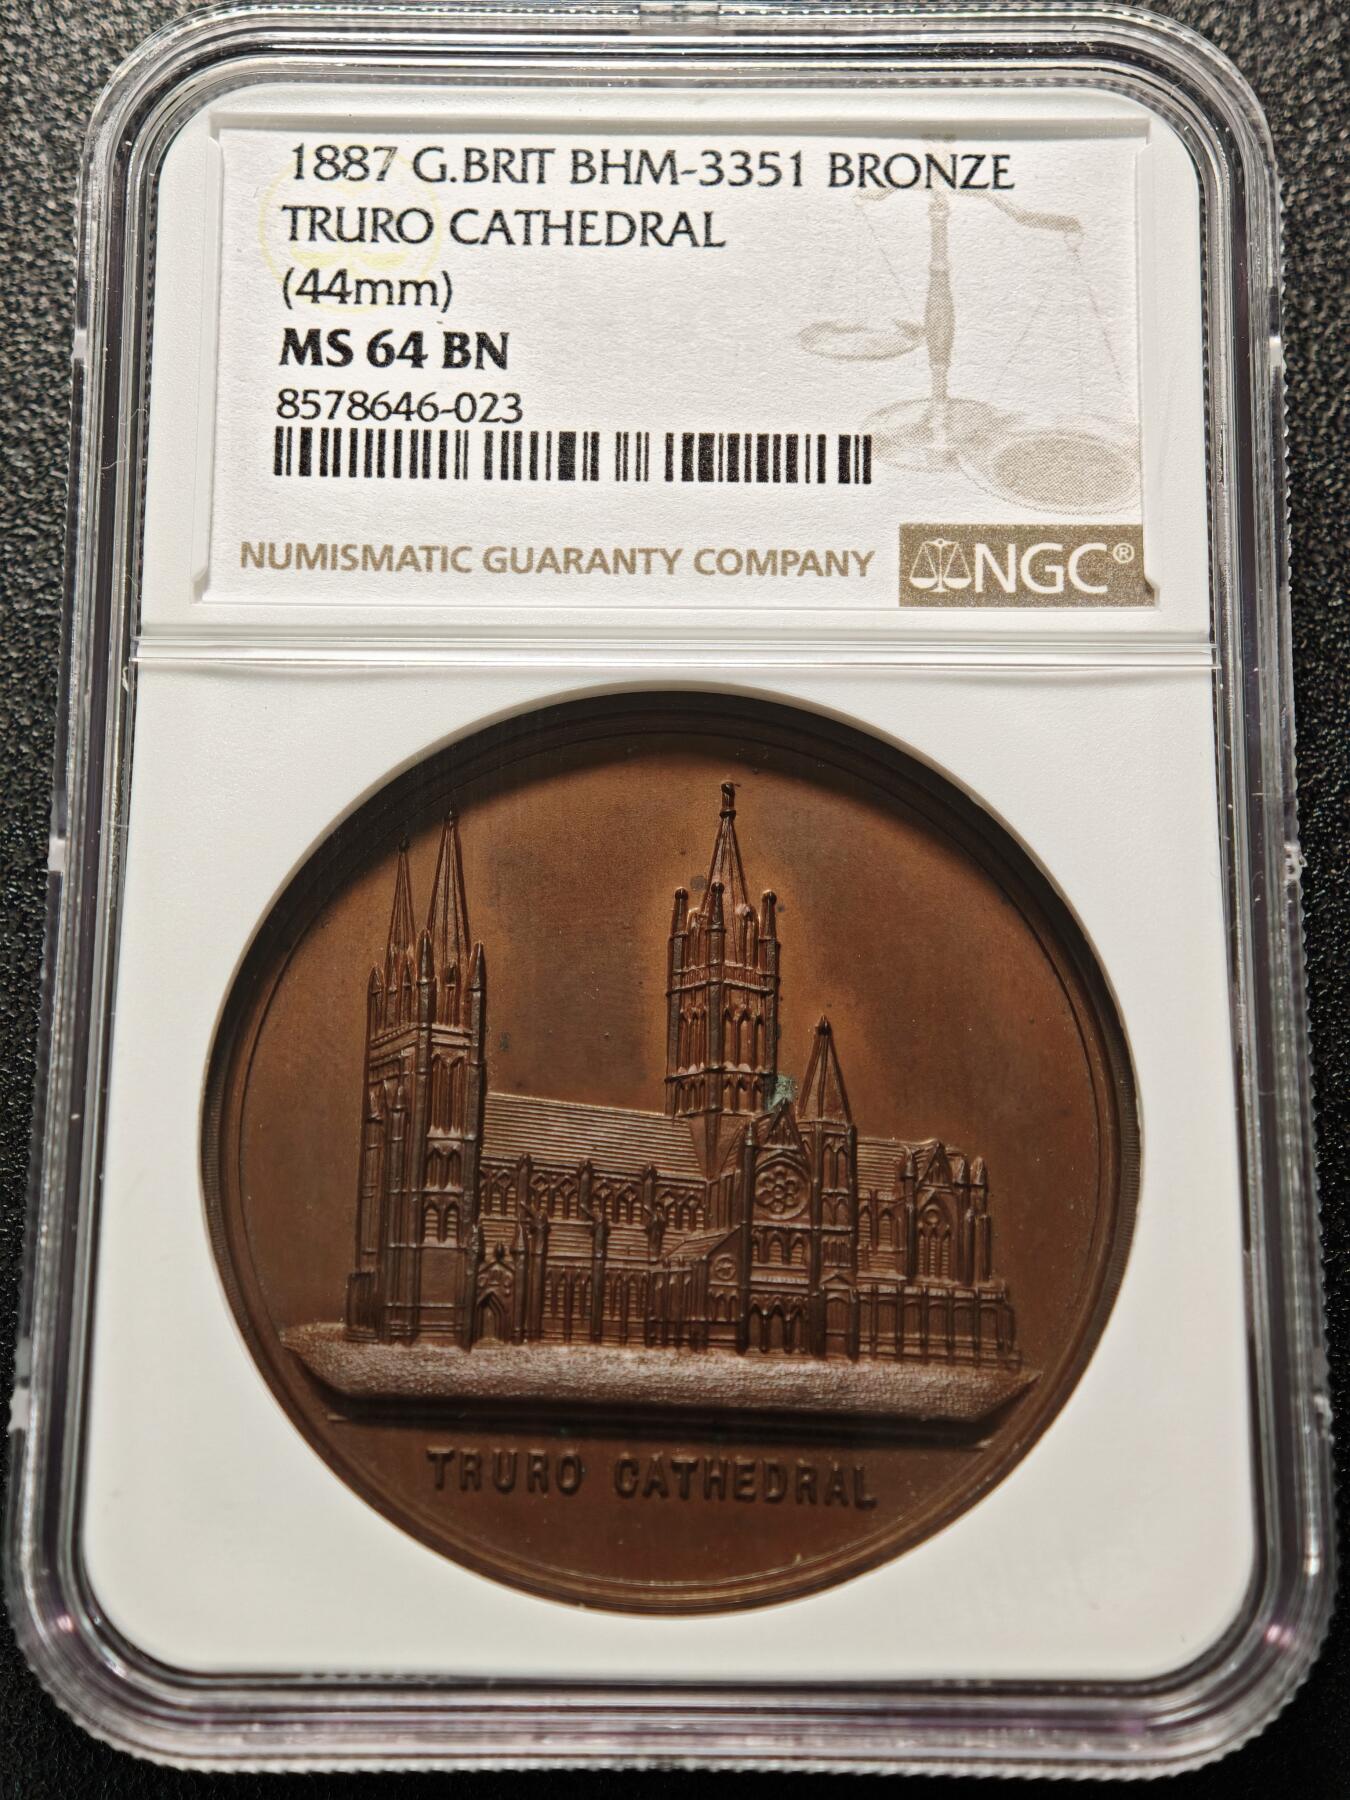 1887 G.BRIT BHM-3351 BRONZE
TRURO CATHEDRAL
(44mm)
MS 64 BN
8578646-023
NUMISMATIC GUARANTY COMPANY NGC®
TRURO CATHEDRAL